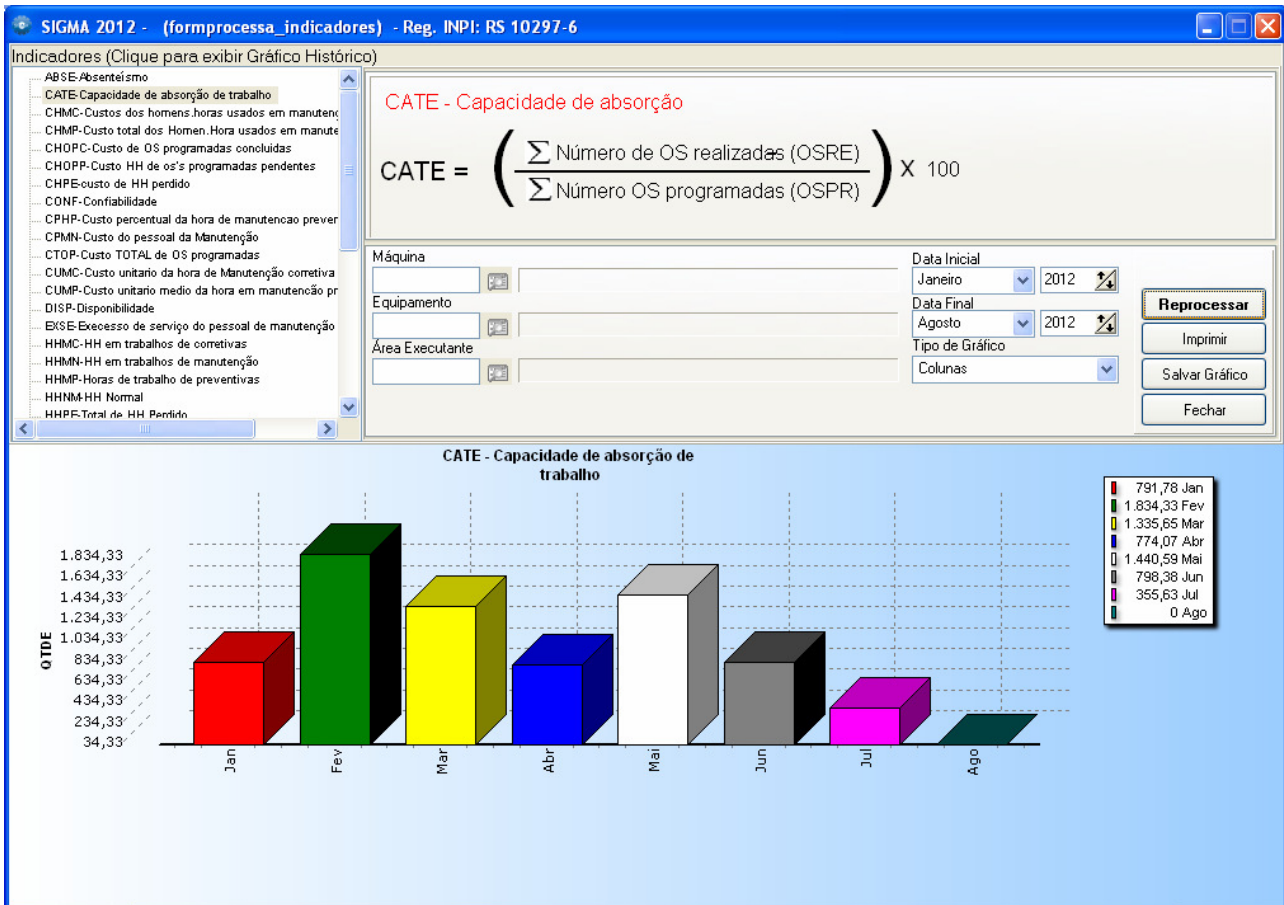 SIGMA 2012 - (formprocessa_indicadores) - Reg. INPI: RS 10297-6
Indicadores (Clique para exibir Gráfico Histórico)
ABSE-Absenteísmo
CATE-Capacidade de absorção de trabalho
CHMC-Custos dos homens.horas usados em manutenç
CHMP-Custo total dos Homen.Hora usados em manute
CHOPC-Custo de OS programadas concluidas
CHOPP-Custo HH de os's programadas pendentes
CHPE-custo de HH perdido
CONF-Confiabilidade
CPHP-Custo percentual da hora de manutencao prever
CPMN-Custo do pessoal da Manutenção
CTOP-Custo TOTAL de OS programadas
CUMC-Custo unitario da hora de Manutenção corretiva
CUMP-Custo unitario medio da hora em manutencão pr
DISP-Disponibilidade
EXSE-Execesso de serviço do pessoal de manutenção
HHMC-HH em trabalhos de corretivas
HHMN-HH em trabalhos de manutenção
HHMP-Horas de trabalho de preventivas
HHNM-HH Normal
HHPE-Total de HH Perdido
CATE - Capacidade de absorção
CATE = ( ∑ Número de OS realizadas (OSRE)
∑ Número OS programadas (OSPR) ) X 100
Máquina
Equipamento
Área Executante
Data Inicial
Janeiro 2012
Data Final
Agosto 2012
Tipo de Gráfico
Colunas
Reprocessar
Imprimir
Salvar Gráfico
Fechar
CATE - Capacidade de absorção de
trabalho
QTDE
1.834,33
1.634,33
1.434,33
1.234,33
1.034,33
834,33
634,33
434,33
234,33
34,33
Jan Fev Mar Abr Mai Jun Jul Ago
791,78 Jan
1.834,33 Fev
1.335,65 Mar
774,07 Abr
1.440,59 Mai
798,38 Jun
355,63 Jul
0 Ago